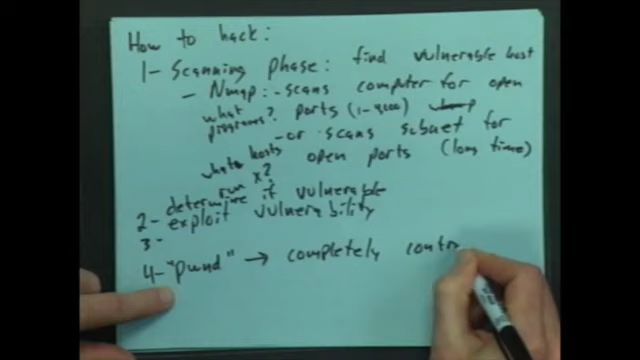 How to hack:
1- Scanning phase: find vulnerable host
- Nmap: - scans computer for open
what programs? ports (1-9000)
- or scans subnet for
what hosts run x? open ports (long time)
2- determine if vulnerable
exploit vulnerability
3-
4- "pwnd" → completely contr